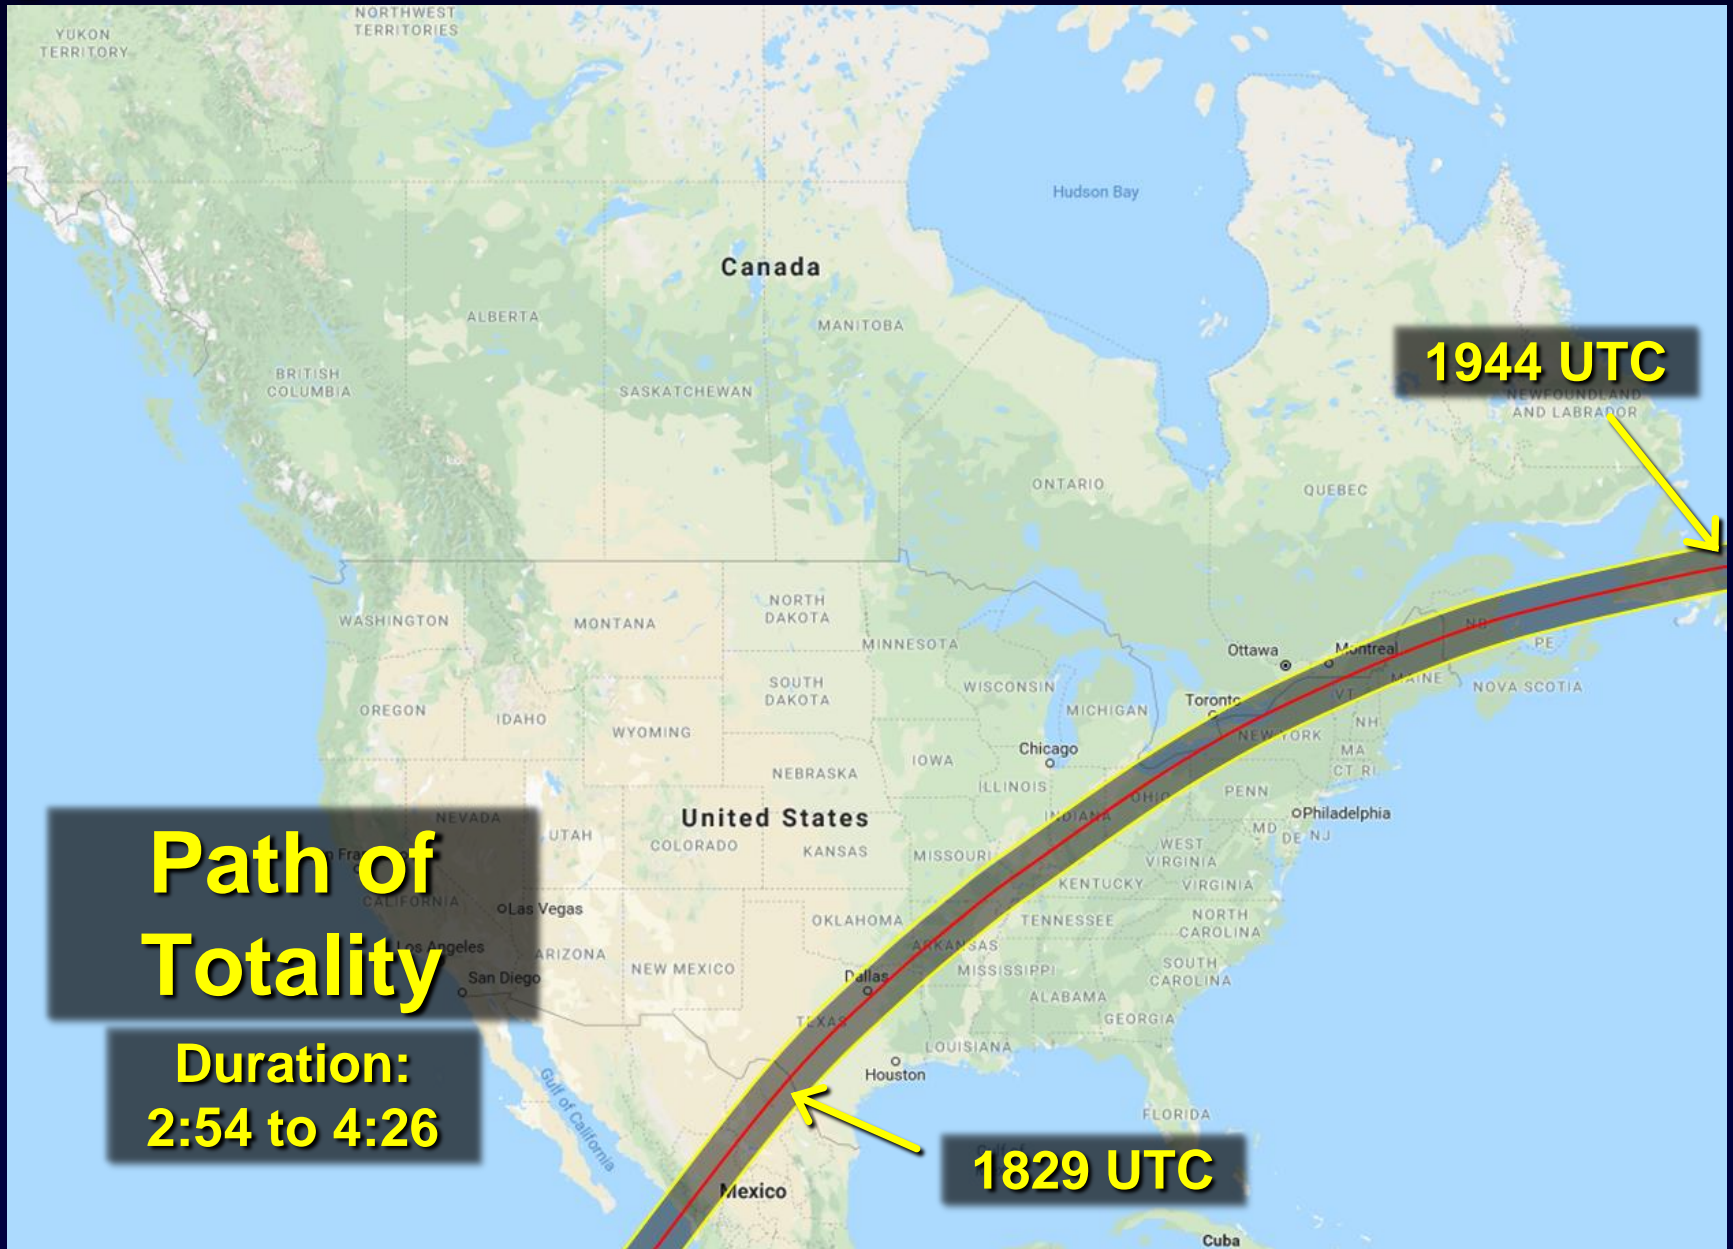 YUKON
TERRITORY
NORTHWEST
TERRITORIES
Hudson Bay
Canada
ALBERTA
MANITOBA
BRITISH
COLUMBIA
SASKATCHEWAN
1944 UTC
NEWFOUNDLAND
AND LABRADOR
ONTARIO
QUEBEC
WASHINGTON
MONTANA
NORTH
DAKOTA
MINNESOTA
NB
PE
Ottawa
Montreal
SOUTH
DAKOTA
WISCONSIN
MICHIGAN
MAINE
NOVA SCOTIA
VT
Toronto
OREGON
IDAHO
WYOMING
NH
NEW YORK
Chicago
IOWA
MA
CT RI
NEBRASKA
ILLINOIS
OHIO
PENN
United States
NEVADA
INDIANA
Philadelphia
UTAH
COLORADO
KANSAS
MISSOURI
WEST
VIRGINIA
MD
DE
NJ
Path of
Totality
CALIFORNIA
KENTUCKY
VIRGINIA
Las Vegas
OKLAHOMA
TENNESSEE
NORTH
CAROLINA
Los Angeles
ARIZONA
NEW MEXICO
ARKANSAS
MISSISSIPPI
SOUTH
CAROLINA
San Diego
Dallas
ALABAMA
TEXAS
GEORGIA
LOUISIANA
Houston
Duration:
2:54 to 4:26
Gulf of California
FLORIDA
1829 UTC
Mexico
Cuba